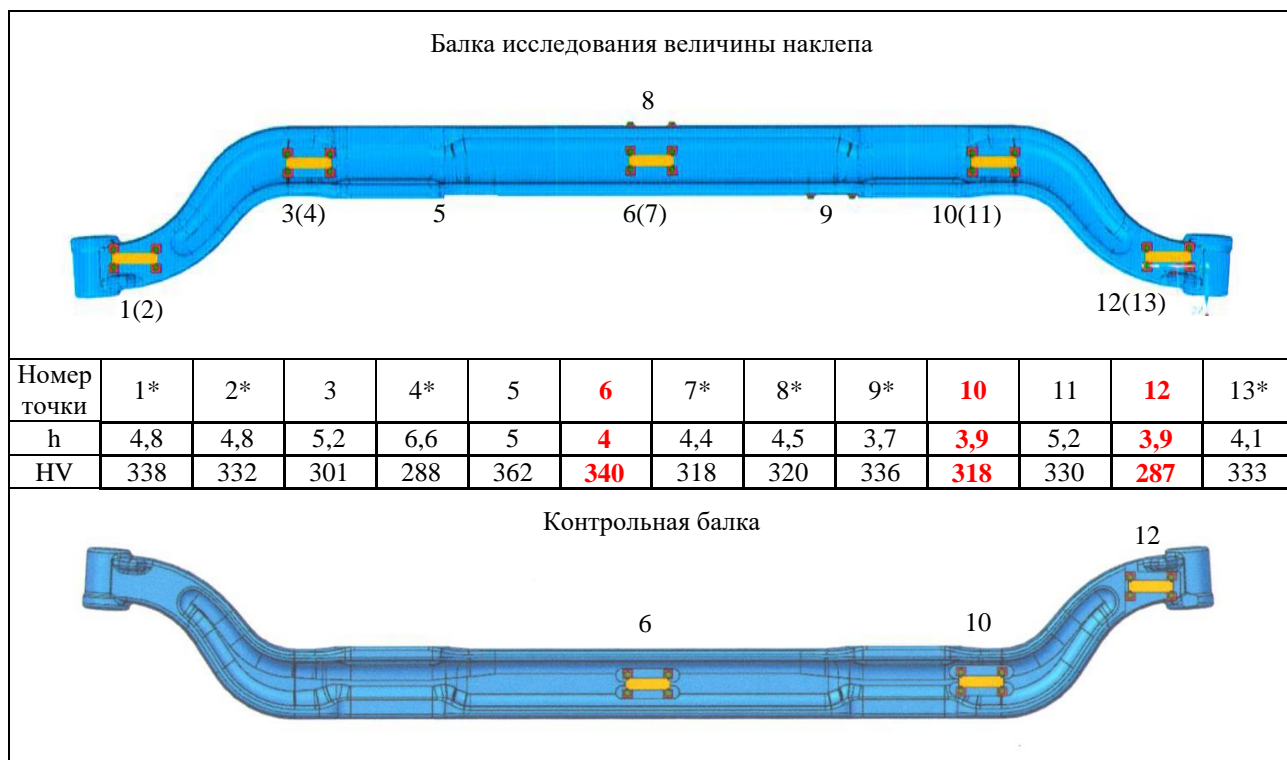 Балка исследования величины наклепа
8
3(4) 5 6(7) 9 10(11)
1(2) 12(13)
Номер точки 1* 2* 3 4* 5 6 7* 8* 9* 10 11 12 13*
h 4,8 4,8 5,2 6,6 5 4 4,4 4,5 3,7 3,9 5,2 3,9 4,1
HV 338 332 301 288 362 340 318 320 336 318 330 287 333
Контрольная балка
12
6 10